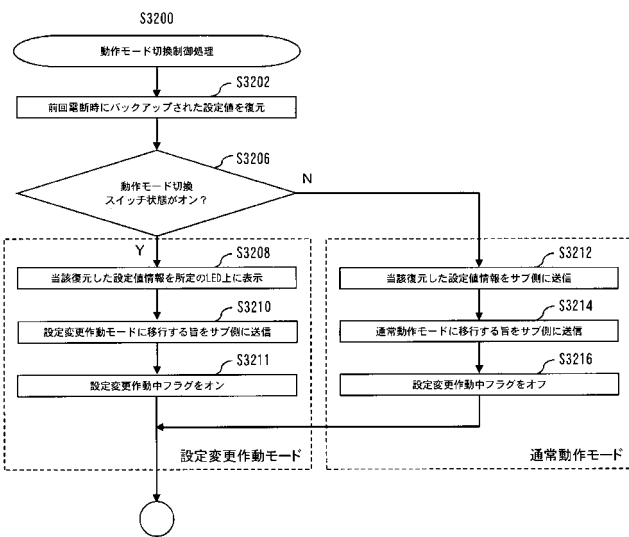 S3200
動作モード切換制御処理
S3202
前回電断時にバックアップされた設定値を復元
S3206
動作モード切換
スイッチ状態がオン?
N
Y
S3208
当該復元した設定値情報を所定のLED上に表示
S3210
設定変更作動モードに移行する旨をサブ側に送信
S3211
設定変更作動中フラグをオン
設定変更作動モード
S3212
当該復元した設定値情報をサブ側に送信
S3214
通常動作モードに移行する旨をサブ側に送信
S3216
設定変更作動中フラグをオフ
通常動作モード